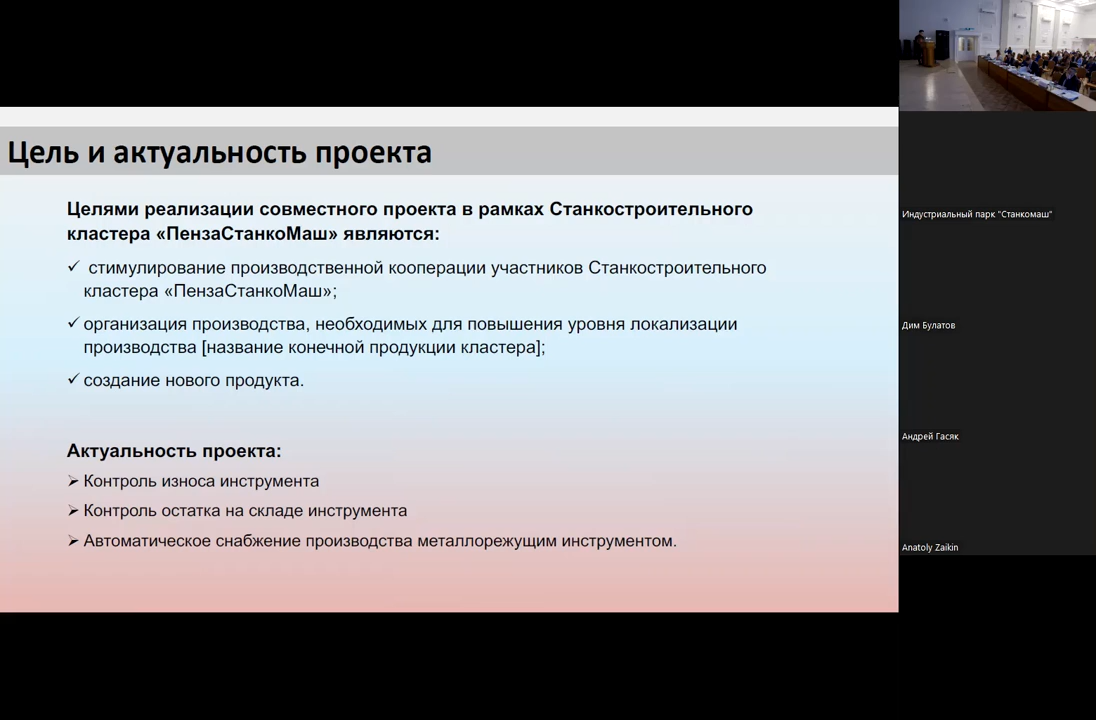 Цель и актуальность проекта
Целями реализации совместного проекта в рамках Станкостроительного
кластера «ПензаСтанкоМаш» являются:
✓ стимулирование производственной кооперации участников Станкостроительного
кластера «ПензаСтанкоМаш»;
✓ организация производства, необходимых для повышения уровня локализации
производства [название конечной продукции кластера];
✓ создание нового продукта.
Актуальность проекта:
➢ Контроль износа инструмента
➢ Контроль остатка на складе инструмента
➢ Автоматическое снабжение производства металлорежущим инструментом.
Индустриальный парк "Станкомаш"
Дим Булатов
Андрей Гасяк
Anatoly Zaikin